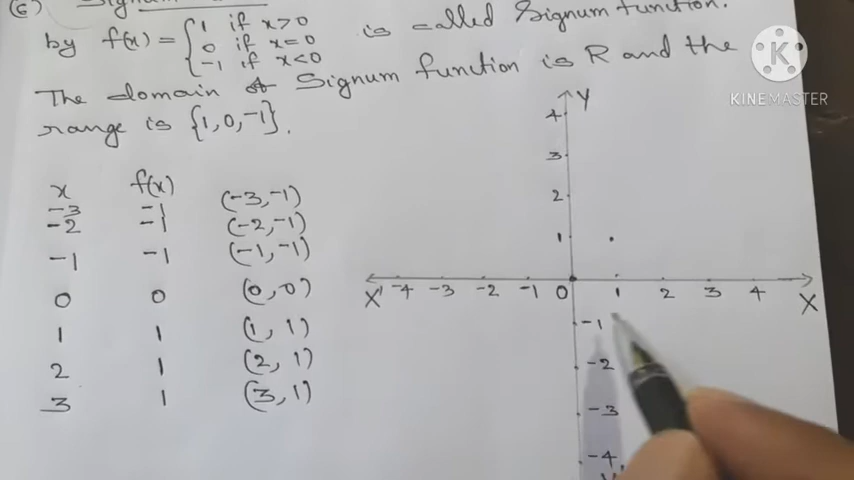 (6) Signum
by f(x) = { 1 if x>0
0 if x=0
-1 if x<0
is called Signum function.
The domain of Signum function is R and the
range is {1,0,-1}.
KINEMASTER
x f(x)
-3 -1 (-3,-1)
-2 -1 (-2,-1)
-1 -1 (-1,-1)
0 0 (0,0)
1 1 (1, 1)
2 1 (2, 1)
3 1 (3, 1)
Y
4
3
2
1
X' -4 -3 -2 -1 0 1 2 3 4 X
-1
-2
-3
-4